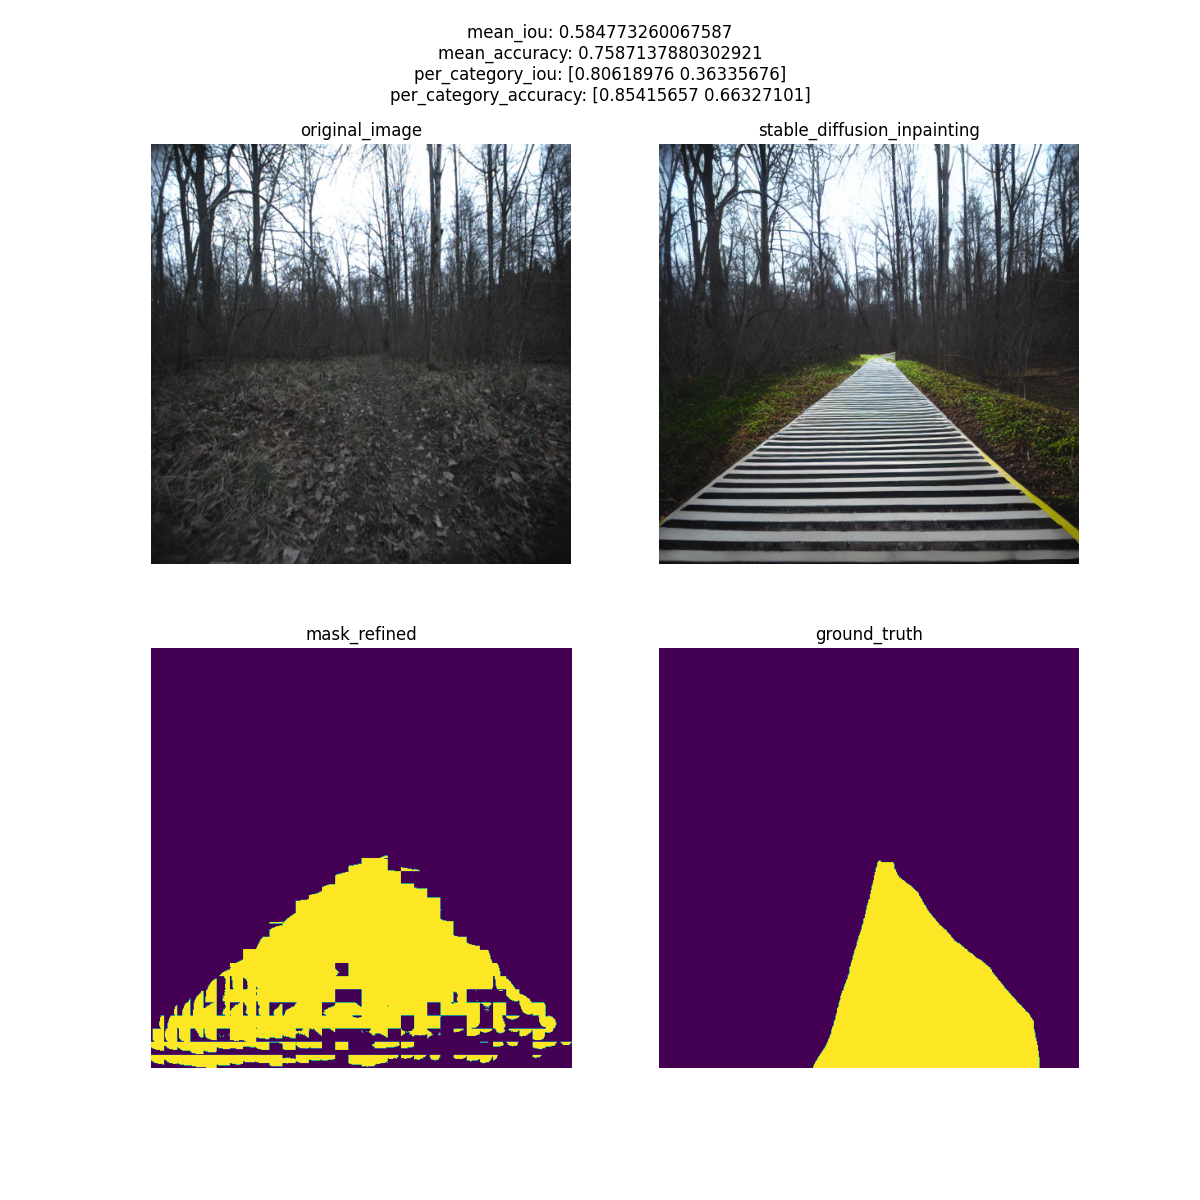 mean_iou: 0.584773260067587
mean_accuracy: 0.7587137880302921
per_category_iou: [0.80618976 0.36335676]
per_category_accuracy: [0.85415657 0.66327101]
original_image
stable_diffusion_inpainting
mask_refined
ground_truth